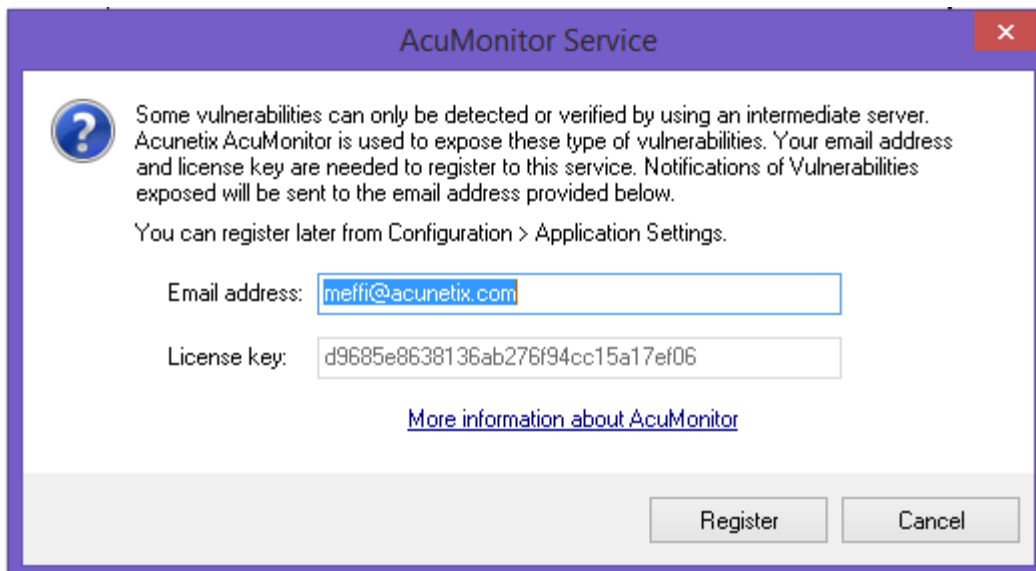 AcuMonitor Service
Some vulnerabilities can only be detected or verified by using an intermediate server.
Acunetix AcuMonitor is used to expose these type of vulnerabilities. Your email address
and license key are needed to register to this service. Notifications of Vulnerabilities
exposed will be sent to the email address provided below.
You can register later from Configuration > Application Settings.
Email address: meffi@acunetix.com
License key: d9685e8638136ab276f94cc15a17ef06
More information about AcuMonitor
Register Cancel